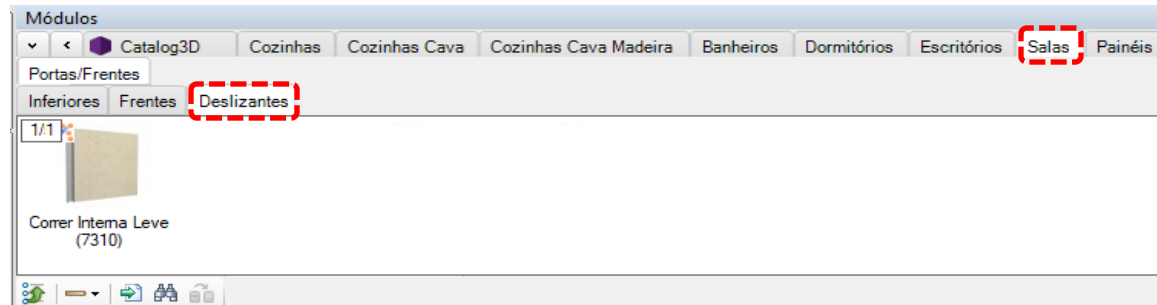 Módulos
Catalog3D Cozinhas Cozinhas Cava Cozinhas Cava Madeira Banheiros Dormitórios Escritórios Salas Painéis
Portas/Frentes
Inferiores Frentes Deslizantes
1/1
Correr Interna Leve
(7310)